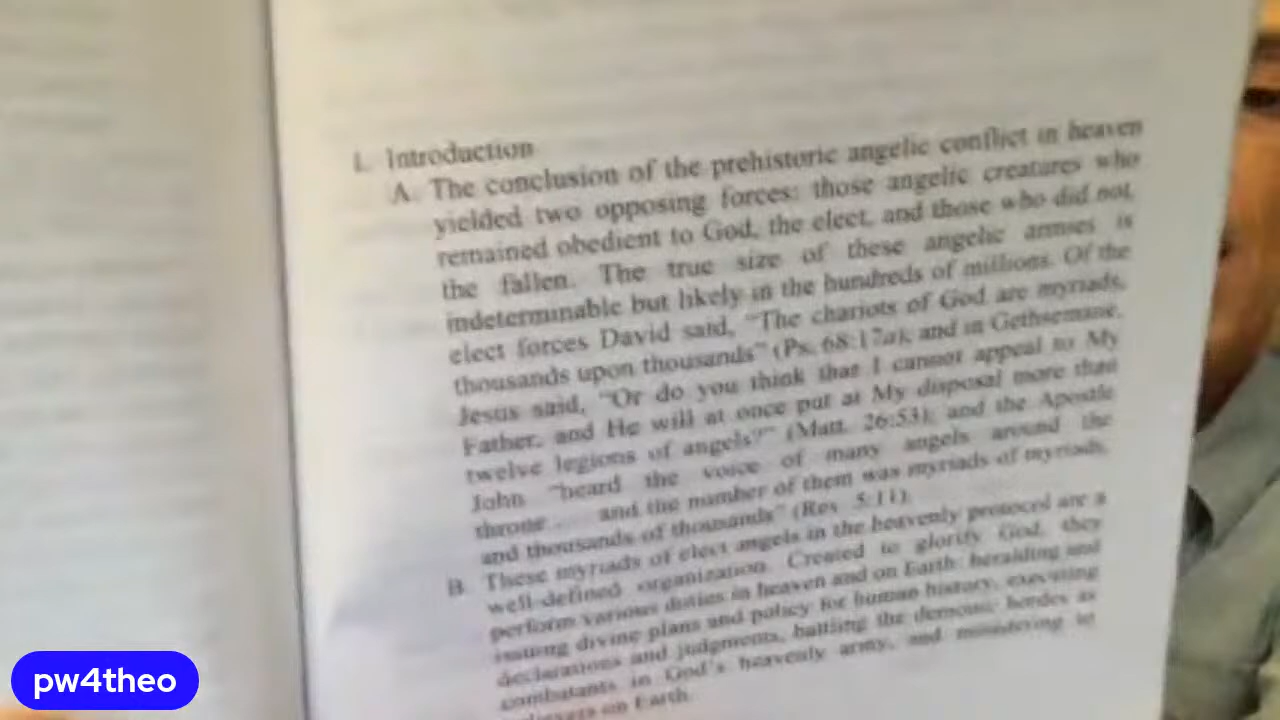 I. Introduction
A. The conclusion of the prehistoric angelic conflict in heaven
yielded two opposing forces: those angelic creatures who
remained obedient to God, the elect, and those who did not,
the fallen. The true size of these angelic armies is
indeterminable but likely in the hundreds of millions. Of the
elect forces David said, "The chariots of God are myriads,
thousands upon thousands" (Ps. 68:17a); and in Gethsemane,
Jesus said, "Or do you think that I cannot appeal to My
Father, and He will at once put at My disposal more than
twelve legions of angels?" (Matt. 26:53); and the Apostle
John "heard the voice of many angels around the
throne ... and the number of them was myriads of myriads,
and thousands of thousands" (Rev. 5:11).
B. These myriads of elect angels in the heavenly protocol are a
well-defined organization. Created to glorify God, they
perform various duties in heaven and on Earth: heralding and
issuing divine plans and policy for human history, executing
declarations and judgments, battling the demonic hordes as
combatants in God's heavenly army, and ministering to
on Earth.
pw4theo